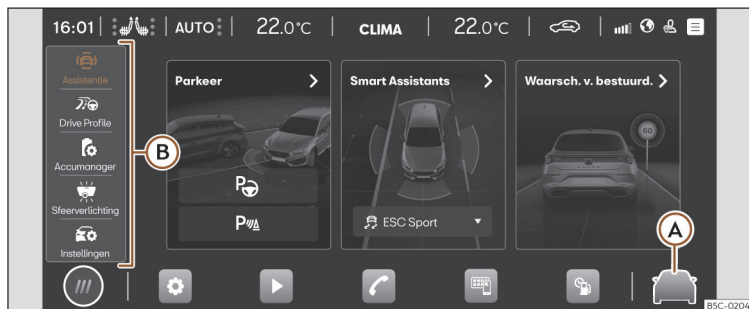 16:01 AUTO 22.0°C CLIMA 22.0°C
Assistentie
Drive Profile
Accumanager
Sfeerverlichting
Instellingen
B
Parkeer
P
P
Smart Assistants
ESC Sport
Waarsch. v. bestuurd.
60
A
B5C-0204